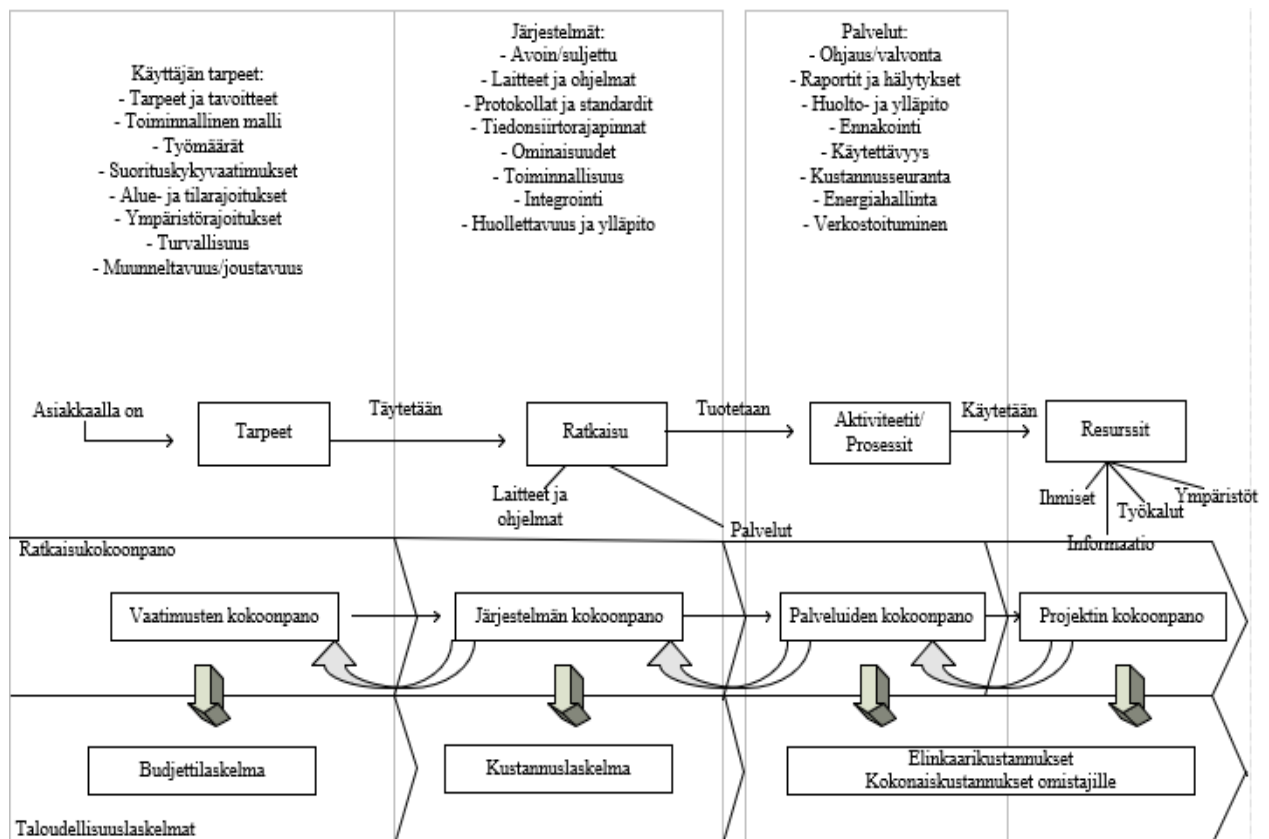 Käyttäjän tarpeet:
- Tarpeet ja tavoitteet
- Toiminnallinen malli
- Työmäärät
- Suorituskykyvaatimukset
- Alue- ja tilarajoitukset
- Ympäristörajoitukset
- Turvallisuus
- Muunneltavuus/joustavuus
Järjestelmät:
- Avoin/suljettu
- Laitteet ja ohjelmat
- Protokollat ja standardit
- Tiedonsiirtorajapinnat
- Ominaisuudet
- Toiminnallisuus
- Integrointi
- Huollettavuus ja ylläpito
Palvelut:
- Ohjaus/valvonta
- Raportit ja hälytykset
- Huolto- ja ylläpito
- Ennakointi
- Käytettävyys
- Kustannusseuranta
- Energiahallinta
- Verkostoituminen
Asiakkaalla on
Tarpeet
Täytetään
Ratkaisu
Tuotetaan
Aktiviteetit/
Prosessit
Käytetään
Resurssit
Laitteet ja
ohjelmat
Palvelut
Ihmiset
Informaatio
Työkalut
Ympäristöt
Ratkaisukokoonpano
Vaatimusten kokoonpano
Järjestelmän kokoonpano
Palveluiden kokoonpano
Projektin kokoonpano
Budjettilaskelma
Kustannuslaskelma
Elinkaarikustannukset
Kokonaiskustannukset omistajille
Taloudellisuuslaskelmat